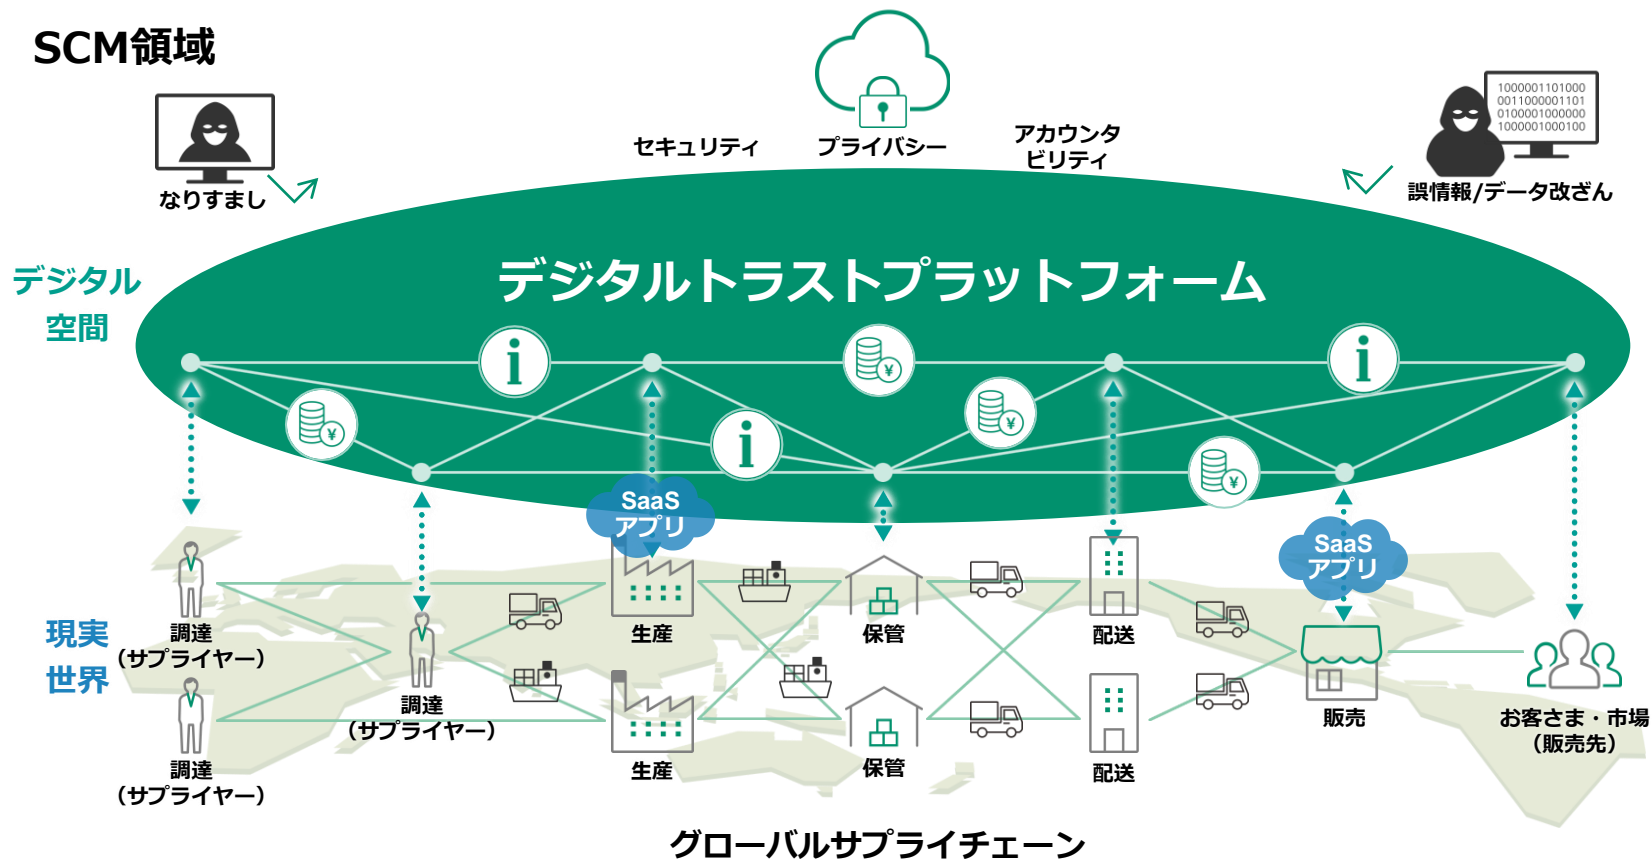 SCM領域
セキュリティ
プライバシー
アカウンタ
ビリティ
1000001101000
0011000001101
0100001000000
1000001000100
なりすまし
誤情報/データ改ざん
デジタル
空間
デジタルトラストプラットフォーム
i
¥
i
¥
i
¥
¥
SaaS
アプリ
SaaS
アプリ
現実
世界
調達
(サプライヤー)
調達
(サプライヤー)
調達
(サプライヤー)
生産
生産
保管
保管
配送
配送
販売
お客さま・市場
(販売先)
グローバルサプライチェーン